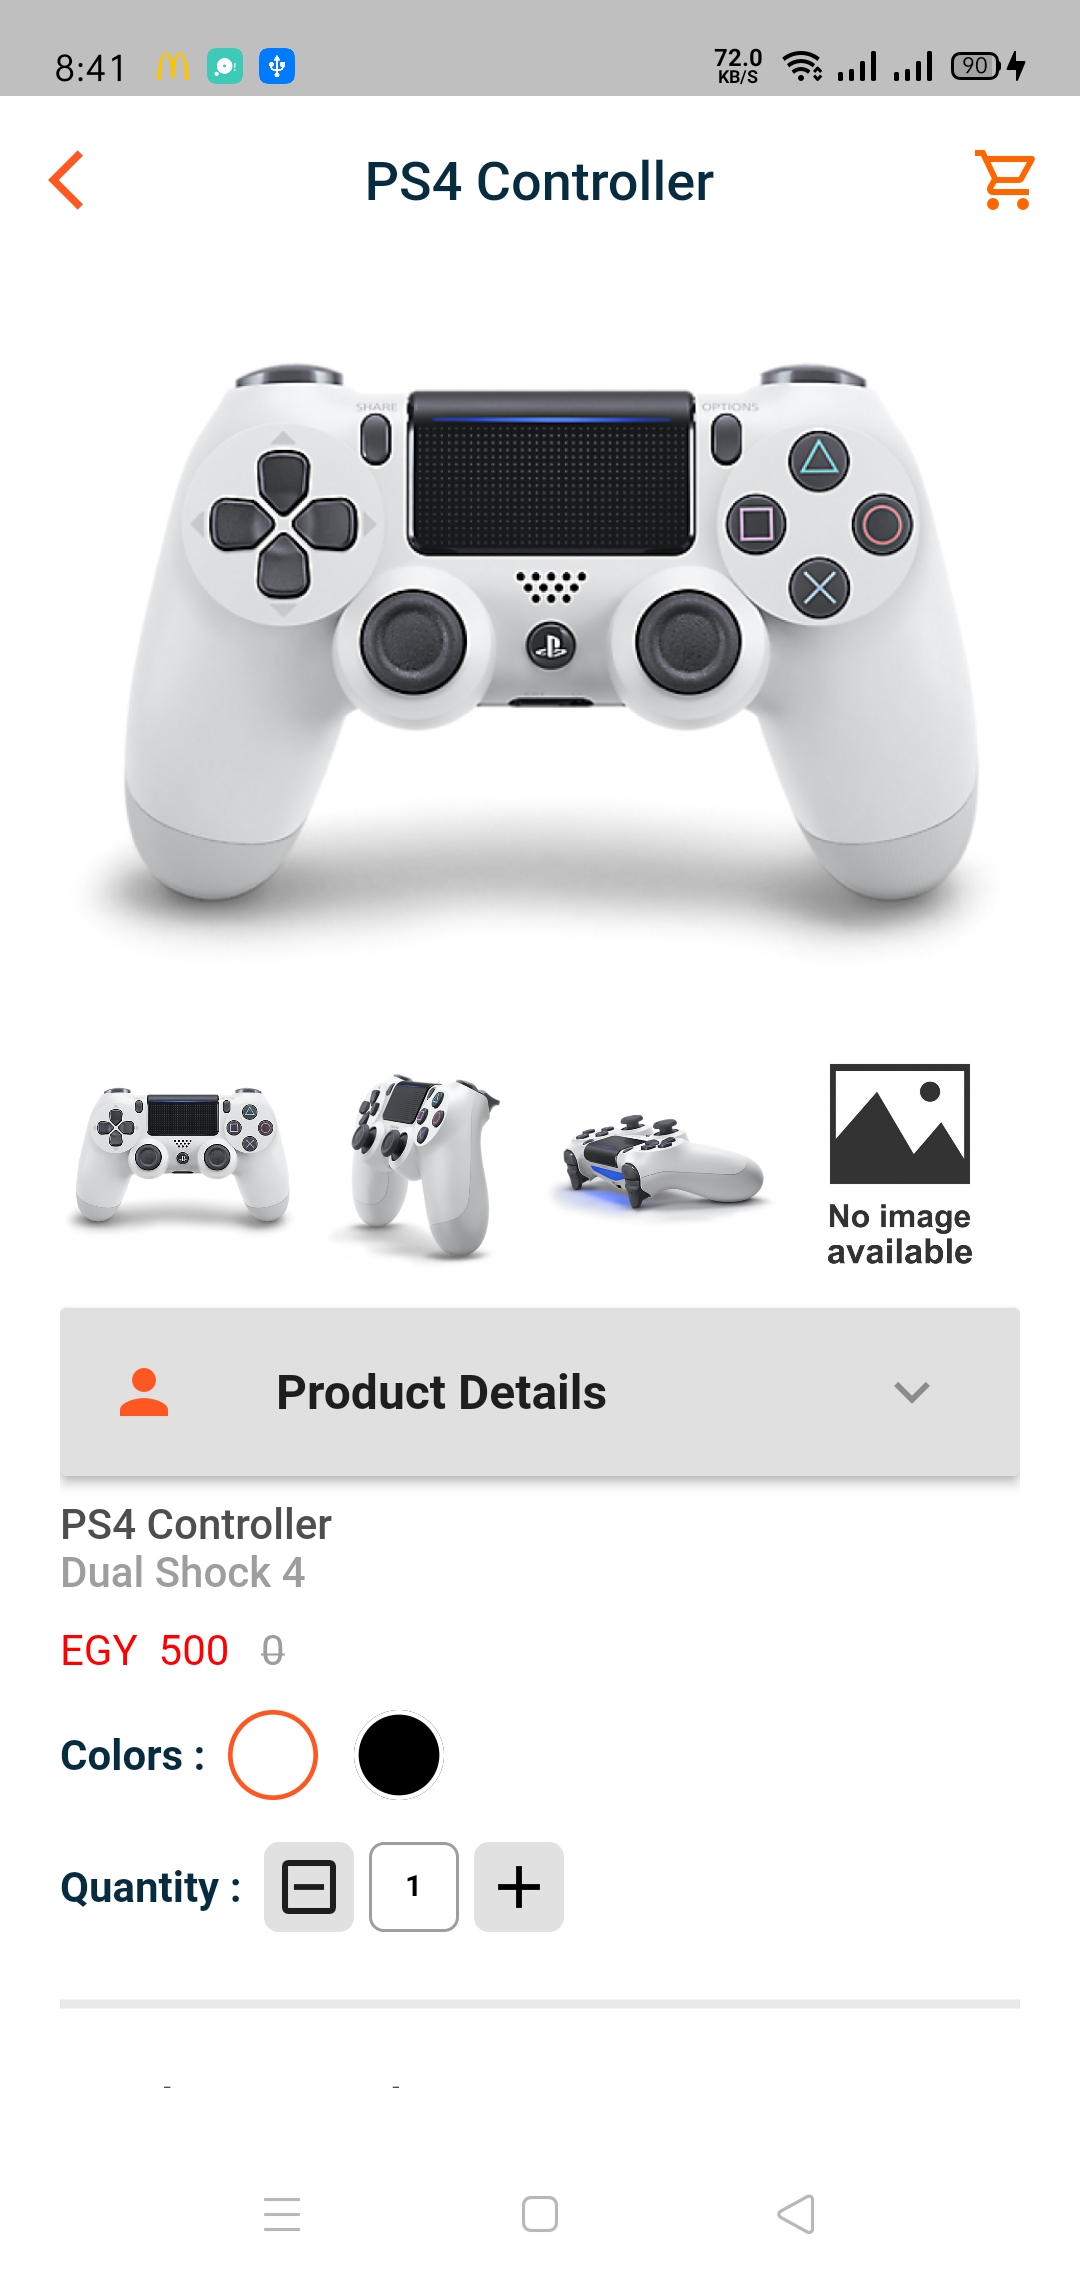 8:41
72.0
KB/S
90
PS4 Controller
SHARE
OPTIONS
No image
available
Product Details
PS4 Controller
Dual Shock 4
EGY 500 0
Colors :
Quantity :
1